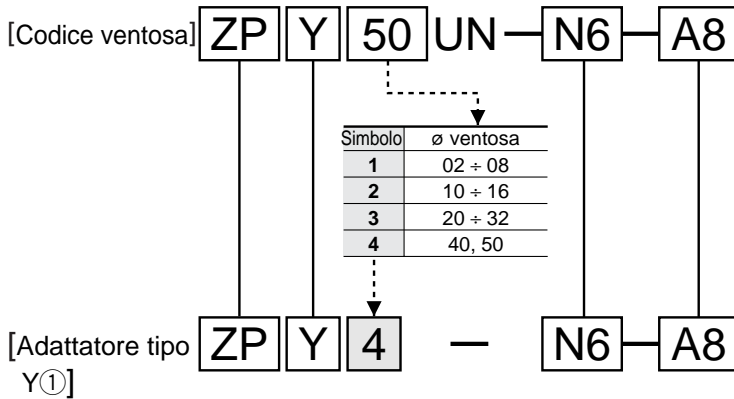 [Codice ventosa] ZP Y 50 UN — N6 — A8
Simbolo ø ventosa
1 02 ÷ 08
2 10 ÷ 16
3 20 ÷ 32
4 40, 50
[Adattatore tipo ZP Y 4 — N6 — A8
Y①]